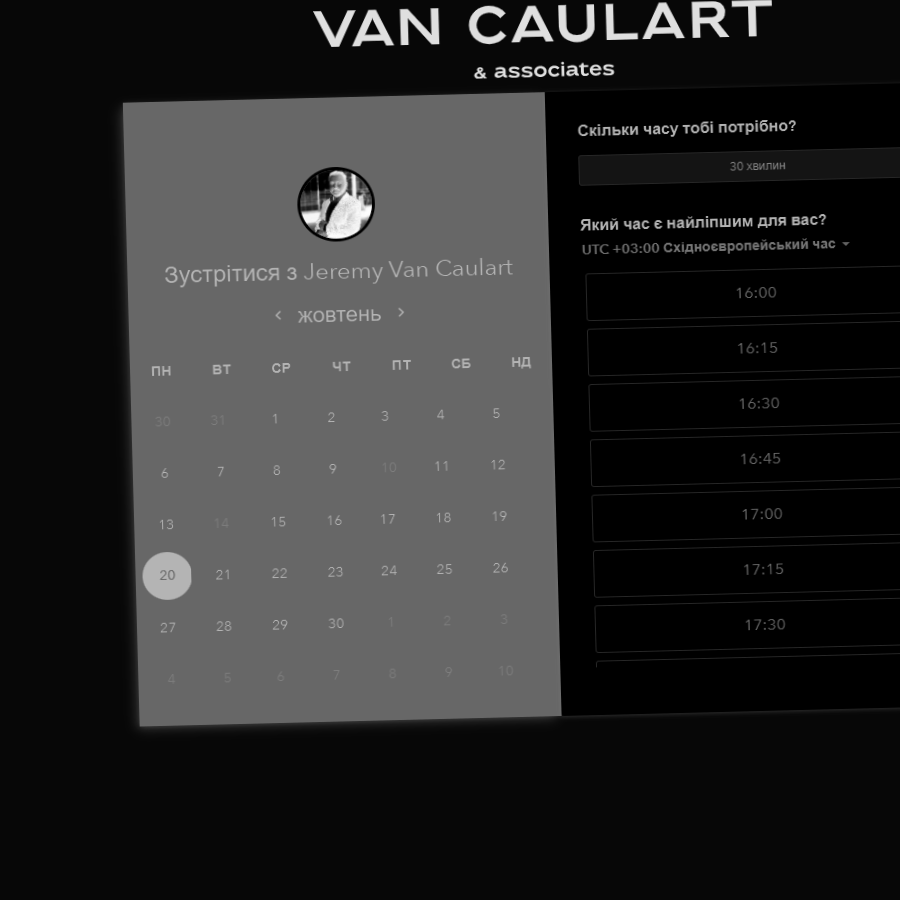 VAN CAULART
& associates
Зустрітися з Jeremy Van Caulart
жовтень
ПН ВТ СР ЧТ ПТ СБ НД
30 31 1 2 3 4 5
6 7 8 9 10 11 12
13 14 15 16 17 18 19
20 21 22 23 24 25 26
27 28 29 30 1 2 3
4 5 6 7 8 9 10
Скільки часу тобі потрібно?
30 хвилин
Який час є найліпшим для вас?
UTC +03:00 Східноєвропейський час
16:00
16:15
16:30
16:45
17:00
17:15
17:30